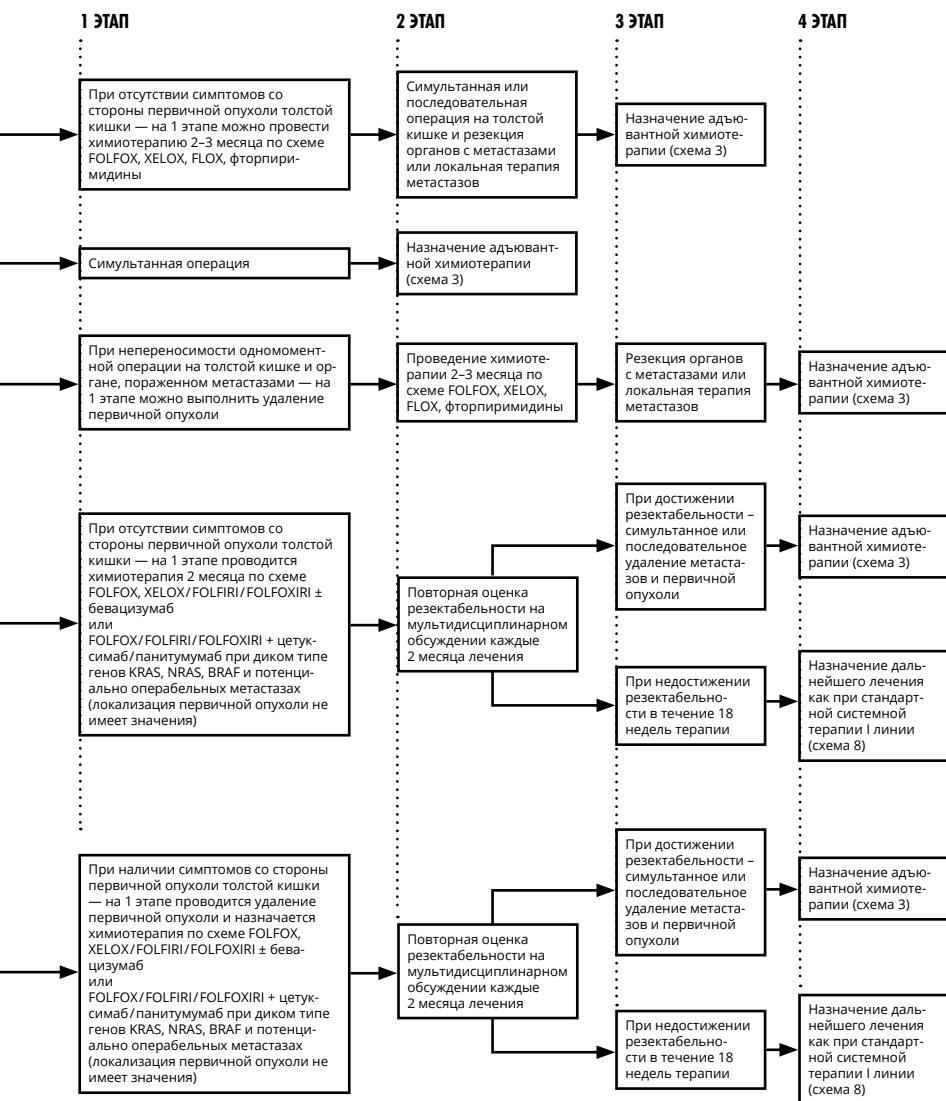 1 ЭТАП
2 ЭТАП
3 ЭТАП
4 ЭТАП
При отсутствии симптомов со
стороны первичной опухоли толстой
кишки — на 1 этапе можно провести
химиотерапию 2–3 месяца по схеме
FOLFOX, XELOX, FLOX, фторпири-
мидины
Симультанная или
последовательная
операция на толстой
кишке и резекция
органов с метастазами
или локальная терапия
метастазов
Назначение адъю-
вантной химиоте-
рапии (схема 3)
Симультанная операция
Назначение адъювант-
ной химиотерапии
(схема 3)
При непереносимости одномомент-
ной операции на толстой кишке и ор-
гане, пораженном метастазами — на
1 этапе можно выполнить удаление
первичной опухоли
Проведение химиоте-
рапии 2–3 месяца по
схеме FOLFOX, XELOX,
FLOX, фторпиримидины
Резекция органов
с метастазами или
локальная терапия
метастазов
Назначение адъю-
вантной химиоте-
рапии (схема 3)
При отсутствии симптомов со
стороны первичной опухоли толстой
кишки — на 1 этапе проводится
химиотерапия 2 месяца по схеме
FOLFOX, XELOX/FOLFIRI/FOLFOXIRI ±
бевацизумаб
или
FOLFOX/FOLFIRI/FOLFOXIRI + цетук-
симаб/панитумумаб при диком типе
генов KRAS, NRAS, BRAF и потенци-
ально операбельных метастазах
(локализация первичной опухоли не
имеет значения)
Повторная оценка
резектабельности на
мультидисциплинарном
обсуждении каждые
2 месяца лечения
При достижении
резектабельности –
симультанное или
последовательное
удаление метаста-
зов и первичной
опухоли
Назначение адъю-
вантной химиоте-
рапии (схема 3)
При недостижении
резектабельно-
сти в течение 18
недель терапии
Назначение даль-
нейшего лечения
как при стандарт-
ной системной
терапии I линии
(схема 8)
При наличии симптомов со стороны
первичной опухоли толстой кишки
— на 1 этапе проводится удаление
первичной опухоли и назначается
химиотерапия по схеме FOLFOX,
XELOX/FOLFIRI/FOLFOXIRI ± бева-
цизумаб
или
FOLFOX/FOLFIRI/FOLFOXIRI + цетук-
симаб/панитумумаб при диком типе
генов KRAS, NRAS, BRAF и потенци-
ально операбельных метастазах
(локализация первичной опухоли не
имеет значения)
Повторная оценка
резектабельности на
мультидисциплинарном
обсуждении каждые
2 месяца лечения
При достижении
резектабельности –
симультанное или
последовательное
удаление метаста-
зов и первичной
опухоли
Назначение адъю-
вантной химиоте-
рапии (схема 3)
При недостижении
резектабельно-
сти в течение 18
недель терапии
Назначение даль-
нейшего лечения
как при стандарт-
ной системной
терапии I линии
(схема 8)